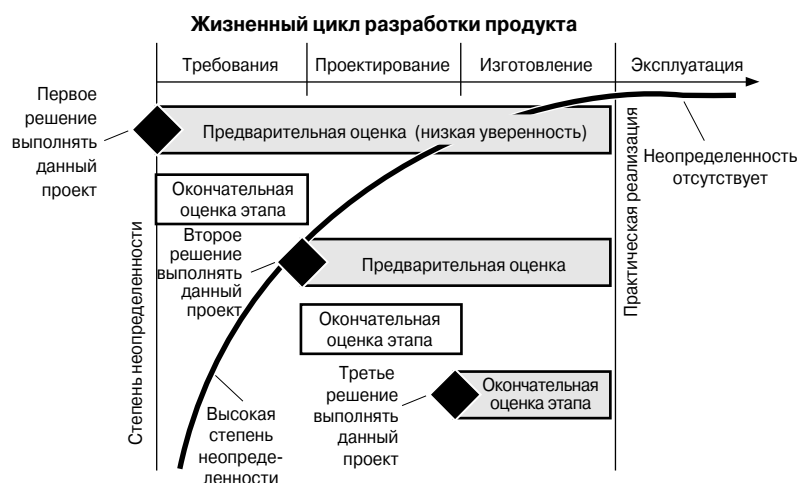 Жизненный цикл разработки продукта
Требования
Проектирование
Изготовление
Эксплуатация
Первое
решение
выполнять
данный
проект
Предварительная оценка (низкая уверенность)
Неопределенность
отсутствует
Практическая реализация
Окончательная
оценка этапа
Степень неопределенности
Второе
решение
выполнять
данный
проект
Предварительная оценка
Окончательная
оценка этапа
Третье
решение
выполнять
данный
проект
Окончательная
оценка этапа
Высокая
степень
неопреде-
ленности